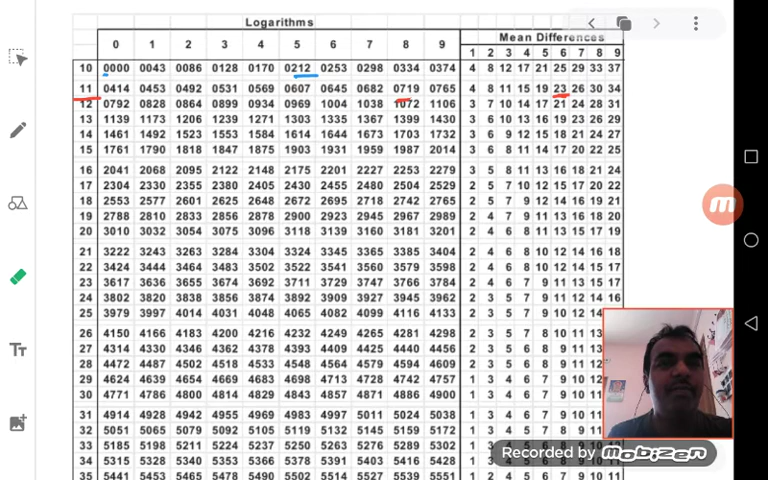 Logarithms
Mean Differences
0 1 2 3 4 5 6 7 8 9 1 2 3 4 5 6 7 8 9
10 0000 0043 0086 0128 0170 0212 0253 0298 0334 0374 4 8 12 17 21 25 29 33 37
11 0414 0453 0492 0531 0569 0607 0645 0682 0719 0765 4 8 11 15 19 23 26 30 34
12 0792 0828 0864 0899 0934 0969 1004 1038 1072 1106 3 7 10 14 17 21 24 28 31
13 1139 1173 1206 1239 1271 1303 1335 1367 1399 1430 3 6 10 13 16 19 23 26 29
14 1461 1492 1523 1553 1584 1614 1644 1673 1703 1732 3 6 9 12 15 18 21 24 27
15 1761 1790 1818 1847 1875 1903 1931 1959 1987 2014 3 6 8 11 14 17 20 22 25
16 2041 2068 2095 2122 2148 2175 2201 2227 2253 2279 3 5 8 11 13 16 18 21 24
17 2304 2330 2355 2380 2405 2430 2455 2480 2504 2529 2 5 7 10 12 15 17 20 22
18 2553 2577 2601 2625 2648 2672 2695 2718 2742 2765 2 5 7 9 12 14 16 19 21
19 2788 2810 2833 2856 2878 2900 2923 2945 2967 2989 2 4 7 9 11 13 16 18 20
20 3010 3032 3054 3075 3096 3118 3139 3160 3181 3201 2 4 6 8 11 13 15 17 19
21 3222 3243 3263 3284 3304 3324 3345 3365 3385 3404 2 4 6 8 10 12 14 16 18
22 3424 3444 3464 3483 3502 3522 3541 3560 3579 3598 2 4 6 8 10 12 14 15 17
23 3617 3636 3655 3674 3692 3711 3729 3747 3766 3784 2 4 6 7 9 11 13 15 17
24 3802 3820 3838 3856 3874 3892 3909 3927 3945 3962 2 3 5 7 9 11 12 14 16
25 3979 3997 4014 4031 4048 4065 4082 4099 4116 4133 2 3 5 7 9 10 12 14
26 4150 4166 4183 4200 4216 4232 4249 4265 4281 4298 2 3 5 7 8 10 11 13
27 4314 4330 4346 4362 4378 4393 4409 4425 4440 4456 2 3 5 6 8 9 11 13
28 4472 4487 4502 4518 4533 4548 4564 4579 4594 4609 2 3 5 6 8 9 11 12
29 4624 4639 4654 4669 4683 4698 4713 4728 4742 4757 1 3 4 6 7 9 10 12
30 4771 4786 4800 4814 4829 4843 4857 4871 4886 4900 1 3 4 6 7 9 10 11
31 4914 4928 4942 4955 4969 4983 4997 5011 5024 5038 1 3 4 6 7 8 10 11
32 5051 5065 5079 5092 5105 5119 5132 5145 5159 5172 1 3 4 5 7 8 9 11
33 5185 5198 5211 5224 5237 5250 5263 5276 5289 5302
34 5315 5328 5340 5353 5366 5378 5391 5403 5416 5428
35 5441 5453 5465 5478 5490 5502 5514 5527 5539 5551 1 2 4
Recorded by mobizen
m
TT